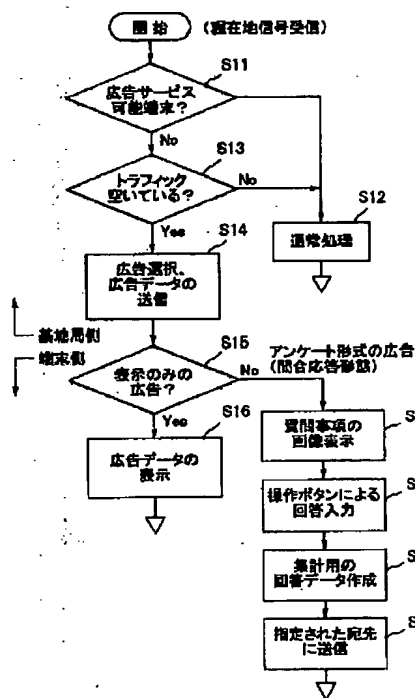 開始
(現在地信号受信)
S11
広告サービス
可能端末?
No
S13
トラフィック
空いている?
No
S12
Yes
S14
通常処理
広告選択、
広告データの
送信
基地局側
端末側
S15
アンケート形式の広告
表示のみの
広告?
No
(問合応答形態)
Yes
S16
質問事項の
画像表示
広告データの
表示
操作ボタンによる
回答入力
集計用の
回答データ作成
指定された宛先
に送信